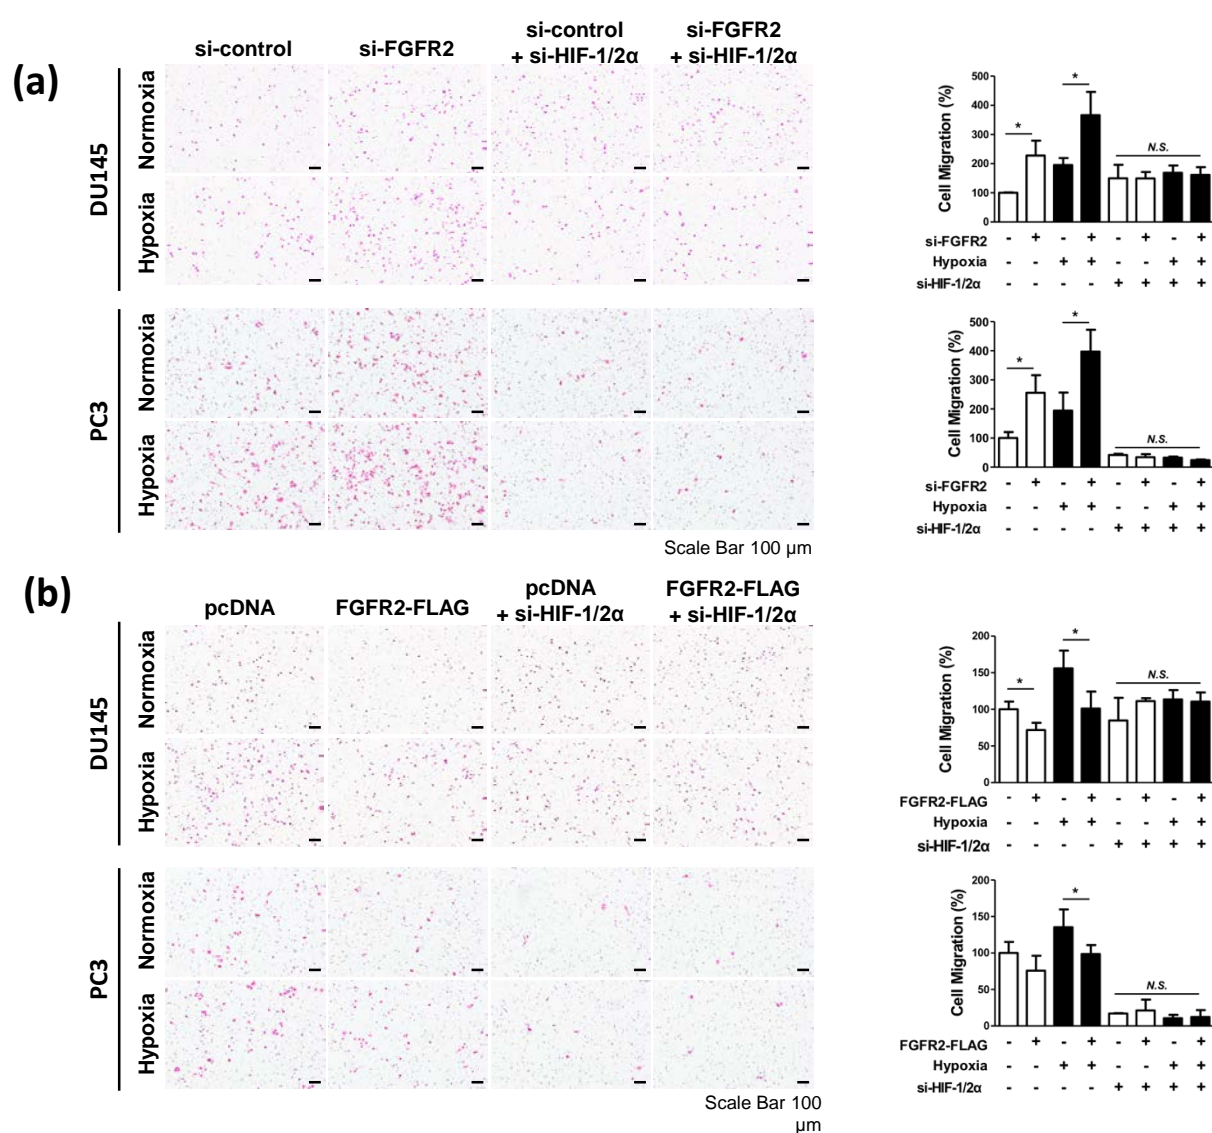 (a)
si-control
si-FGFR2
si-control
+ si-HIF-1/2α
si-FGFR2
+ si-HIF-1/2α
DU145
Normoxia
Hypoxia
PC3
Normoxia
Hypoxia
Scale Bar 100 μm
Cell Migration (%)
500
400
300
200
100
0
*
*
N.S.
si-FGFR2 - + - + - + - +
Hypoxia - - + + - - + +
si-HIF-1/2α - - - - + + + +
Cell Migration (%)
500
400
300
200
100
0
*
*
N.S.
si-FGFR2 - + - + - + - +
Hypoxia - - + + - - + +
si-HIF-1/2α - - - - + + + +
(b)
pcDNA
FGFR2-FLAG
pcDNA
+ si-HIF-1/2α
FGFR2-FLAG
+ si-HIF-1/2α
DU145
Normoxia
Hypoxia
PC3
Normoxia
Hypoxia
Scale Bar 100
μm
Cell Migration (%)
200
150
100
50
0
*
*
N.S.
FGFR2-FLAG - + - + - + - +
Hypoxia - - + + - - + +
si-HIF-1/2α - - - - + + + +
Cell Migration (%)
200
150
100
50
0
*
N.S.
FGFR2-FLAG - + - + - + - +
Hypoxia - - + + - - + +
si-HIF-1/2α - - - - + + + +